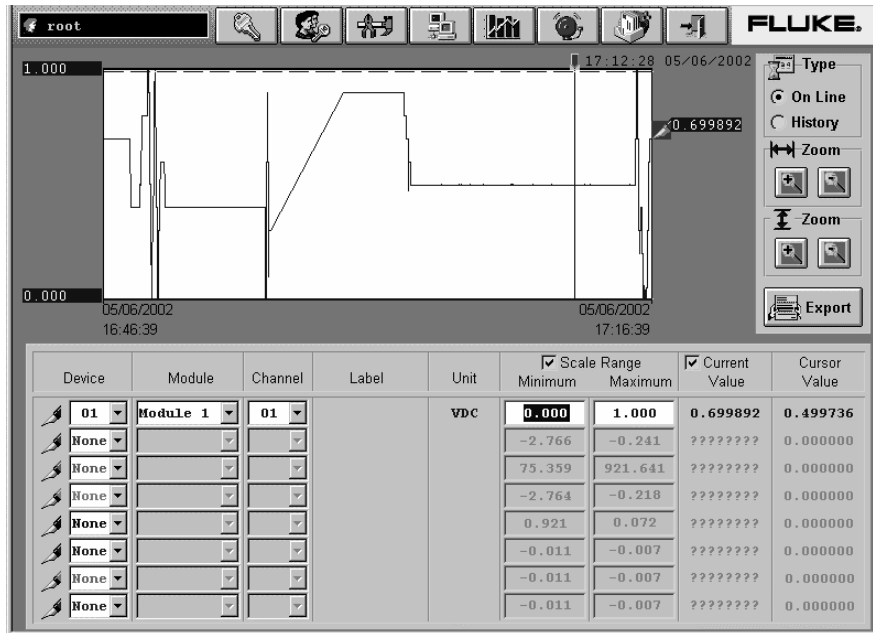 root
FLUKE®
1.000
17:12:28 05/06/2002
0.699892
0.000
05/06/2002
16:46:39
05/06/2002
17:16:39
Type
On Line
History
Zoom
Zoom
Export
Device Module Channel Label Unit Scale Range Minimum Maximum Current Value Cursor Value
01 Module 1 01 VDC 0.000 1.000 0.699892 0.499736
None -2.766 -0.241 ???????? 0.000000
None 75.359 921.641 ???????? 0.000000
None -2.764 -0.218 ???????? 0.000000
None 0.921 0.072 ???????? 0.000000
None -0.011 -0.007 ???????? 0.000000
None -0.011 -0.007 ???????? 0.000000
None -0.011 -0.007 ???????? 0.000000